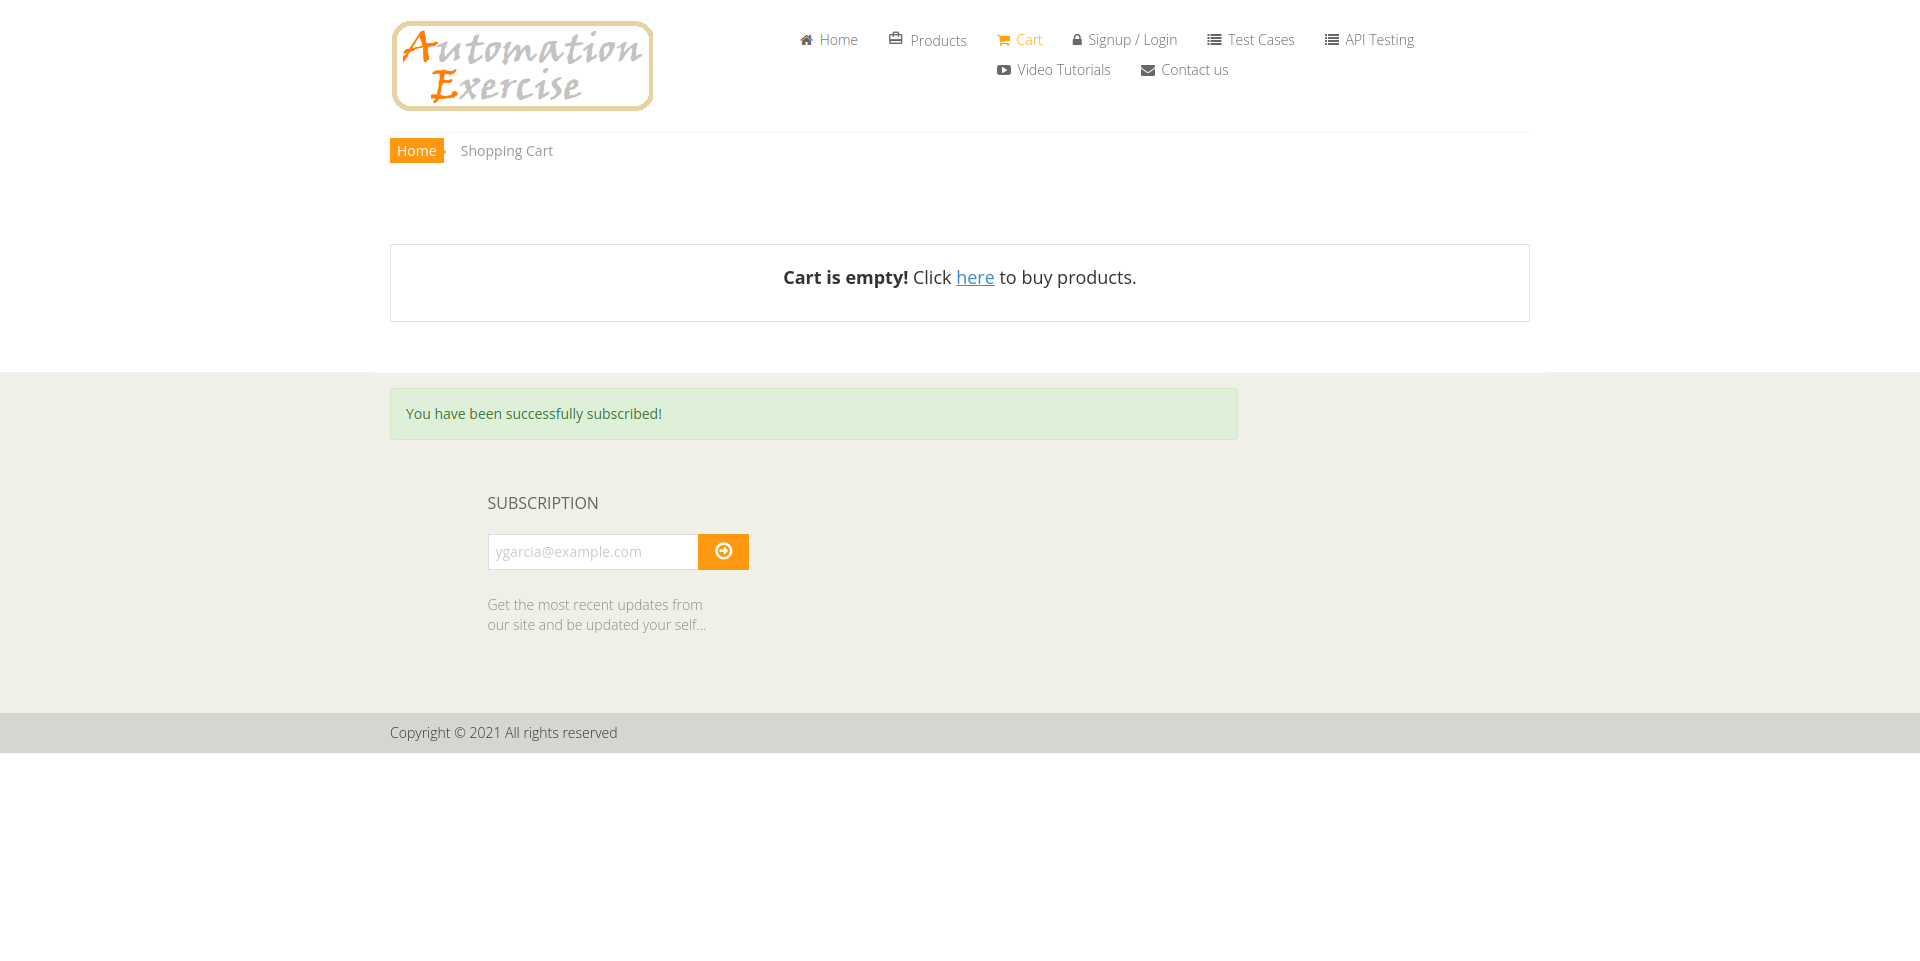 Automation
Exercise
Home
Products
Cart
Signup / Login
Test Cases
API Testing
Video Tutorials
Contact us
Home
Shopping Cart
Cart is empty! Click here to buy products.
You have been successfully subscribed!
SUBSCRIPTION
ygarcia@example.com
Get the most recent updates from
our site and be updated your self...
Copyright © 2021 All rights reserved